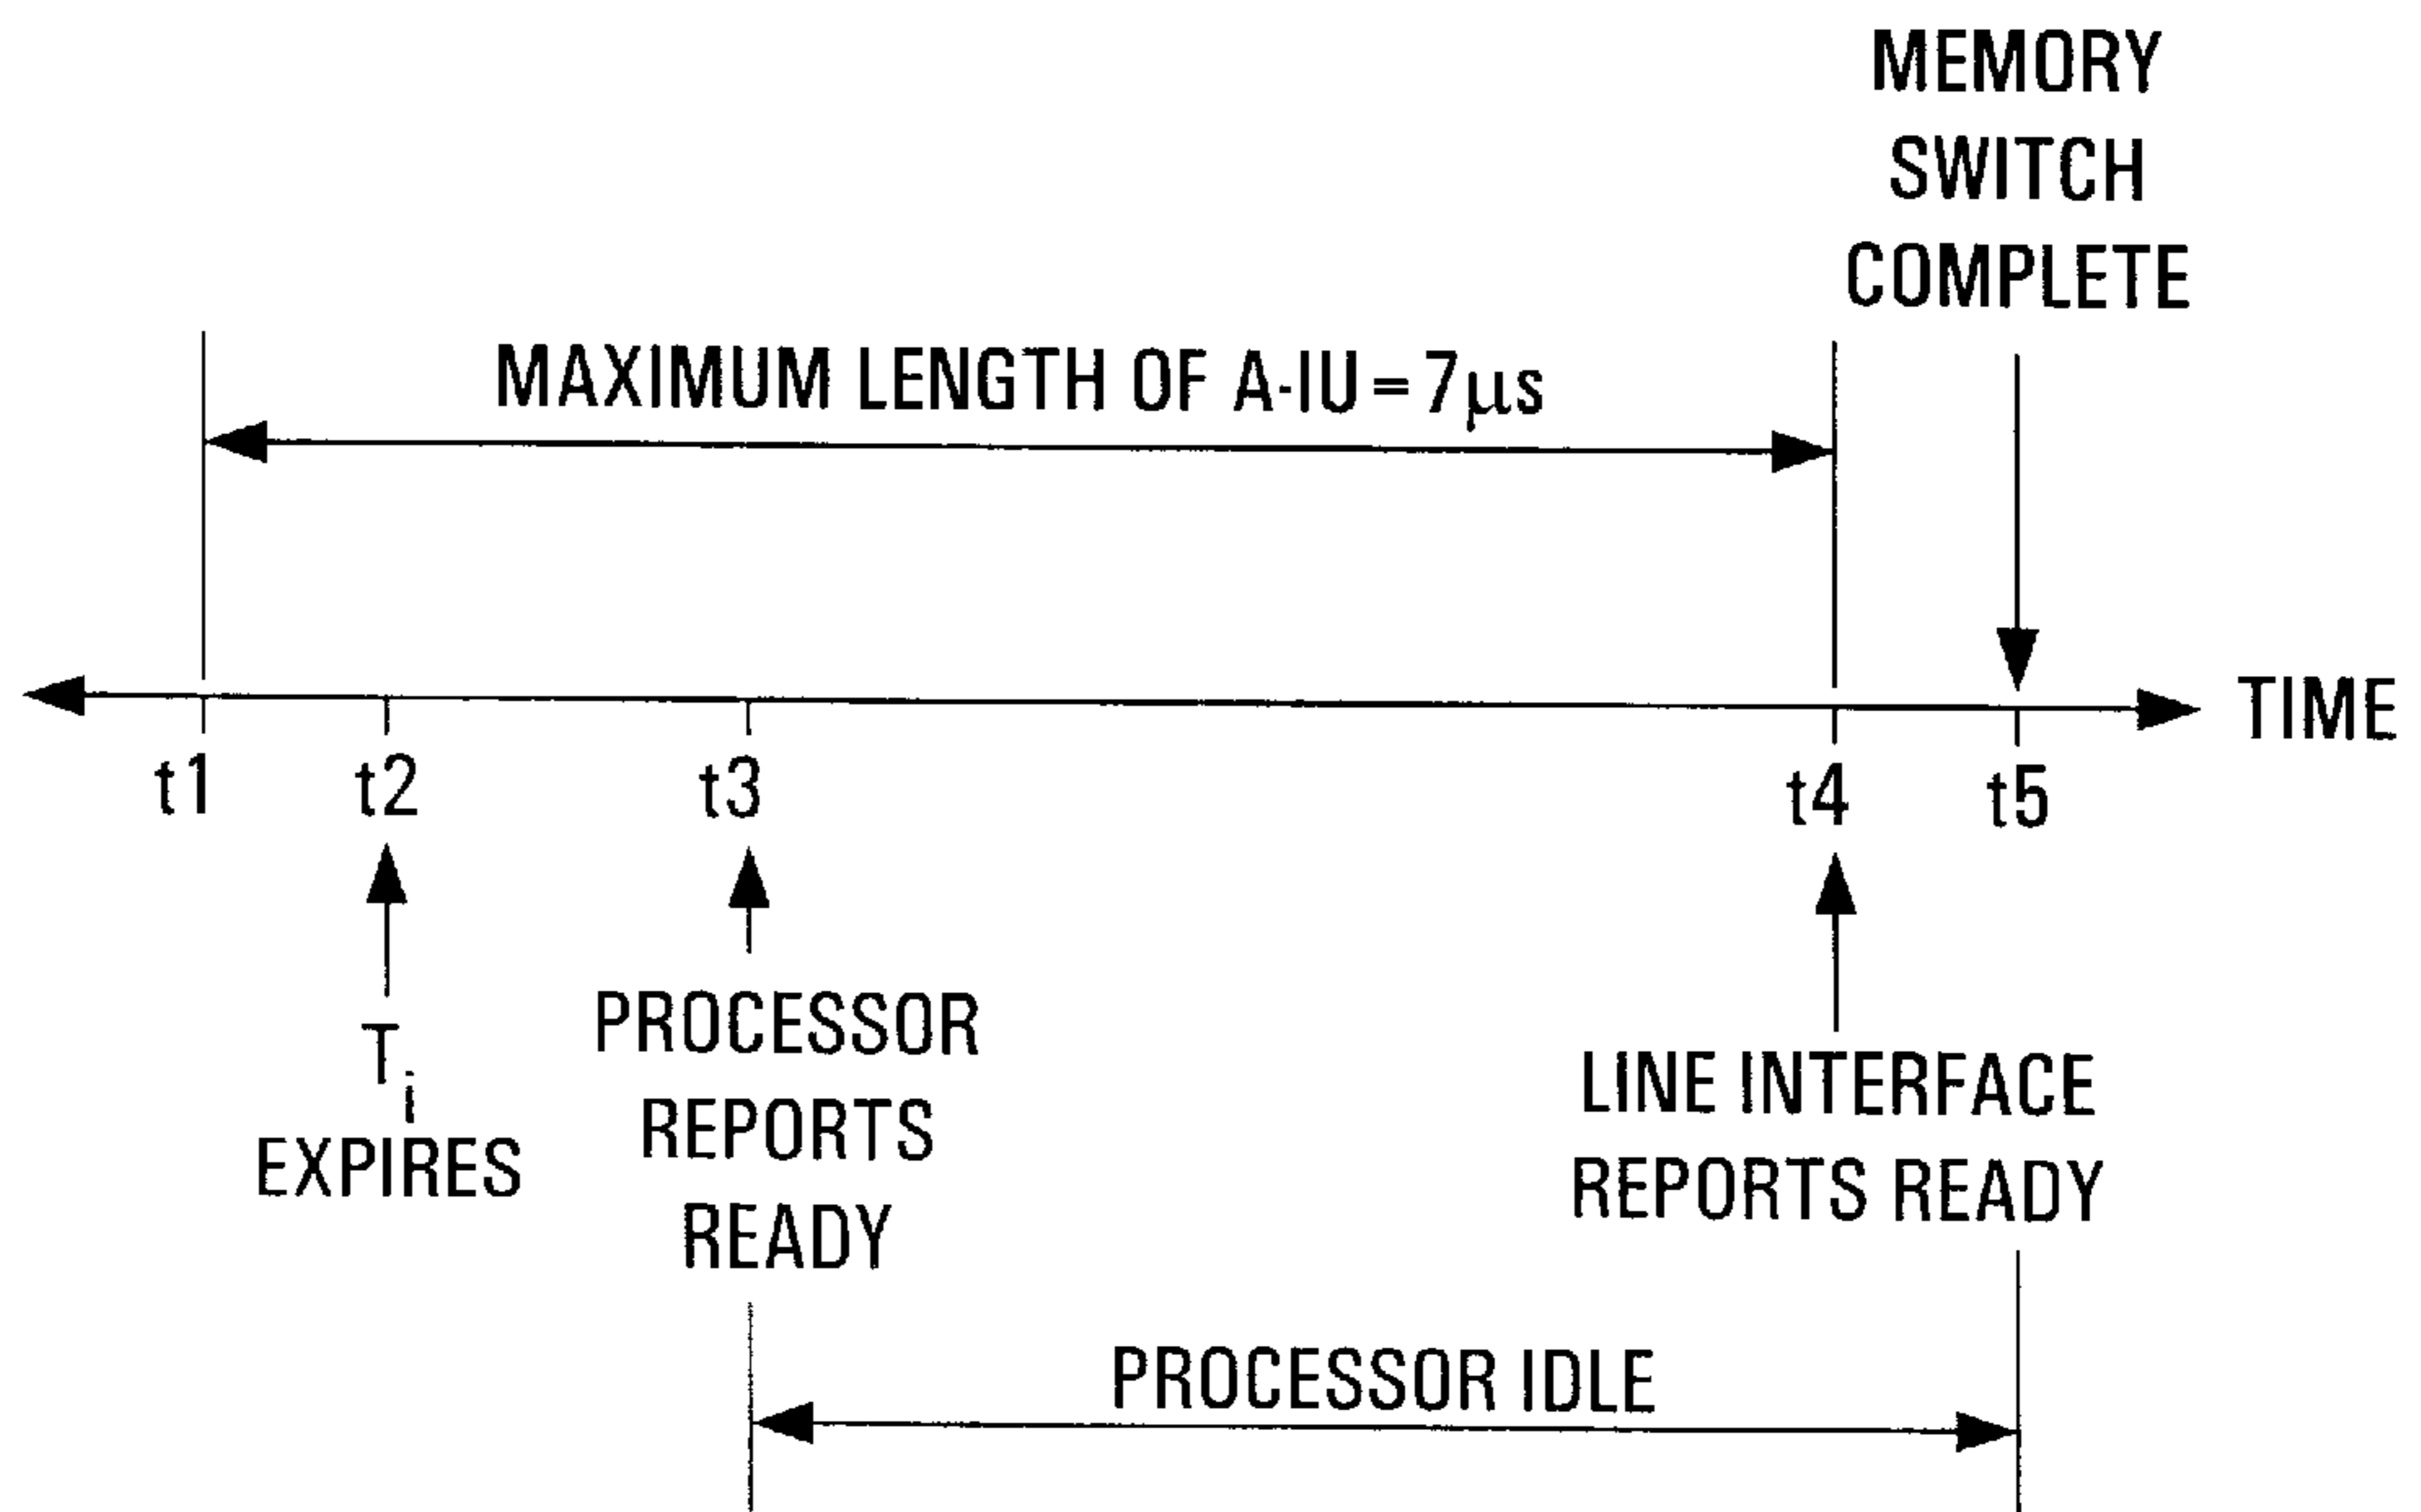 MEMORY
SWITCH
COMPLETE
MAXIMUM LENGTH OF A-IU=7µs
TIME
t1 t2 t3 t4 t5
Ti
EXPIRES
PROCESSOR
REPORTS
READY
LINE INTERFACE
REPORTS READY
PROCESSOR IDLE